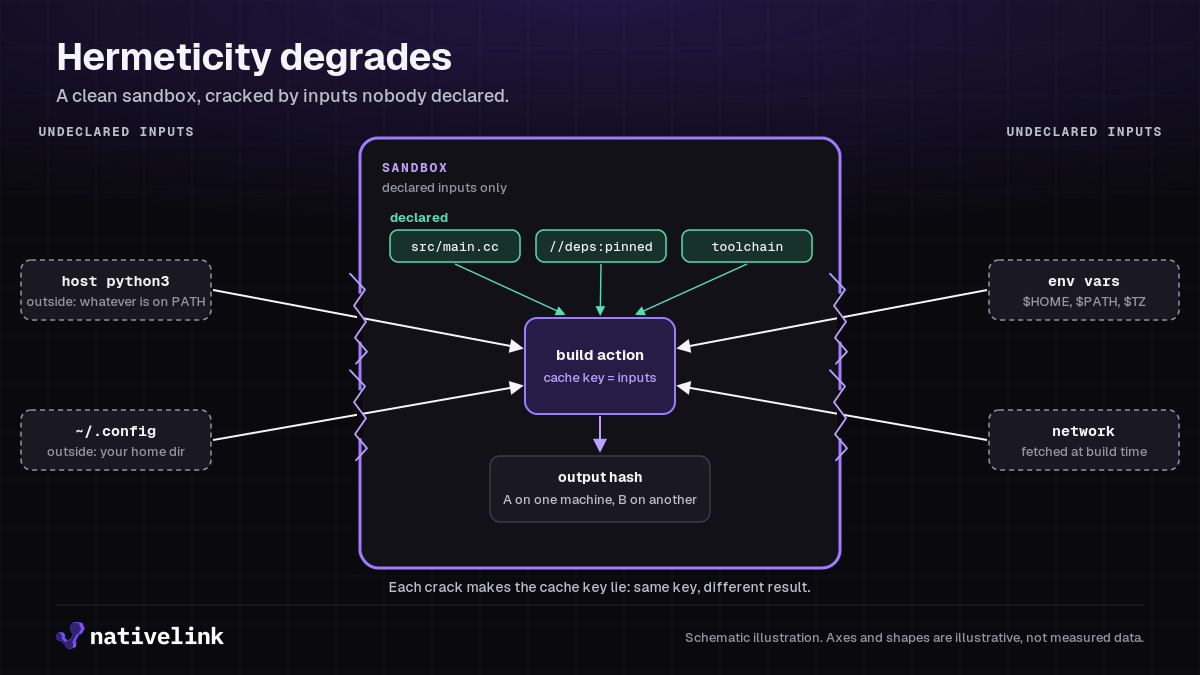 Hermeticity degrades
A clean sandbox, cracked by inputs nobody declared.
UNDECLARED INPUTS
UNDECLARED INPUTS
SANDBOX
declared inputs only
declared
src/main.cc
//deps:pinned
toolchain
host python3
outside: whatever is on PATH
env vars
$HOME, $PATH, $TZ
build action
cache key = inputs
~/.config
outside: your home dir
network
fetched at build time
output hash
A on one machine, B on another
Each crack makes the cache key lie: same key, different result.
nativelink
Schematic illustration. Axes and shapes are illustrative, not measured data.